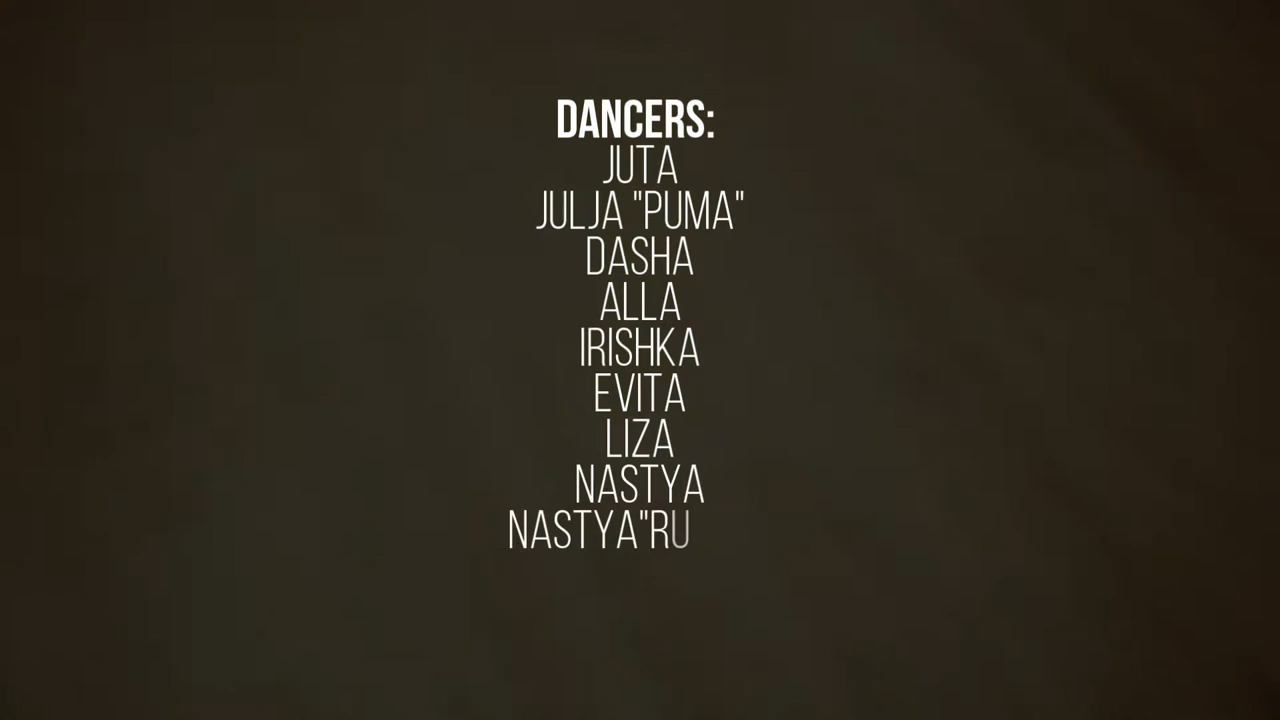 DANCERS:
JUTA
JULJA "PUMA"
DASHA
ALLA
IRISHKA
EVITA
LIZA
NASTYA
NASTYA"RU